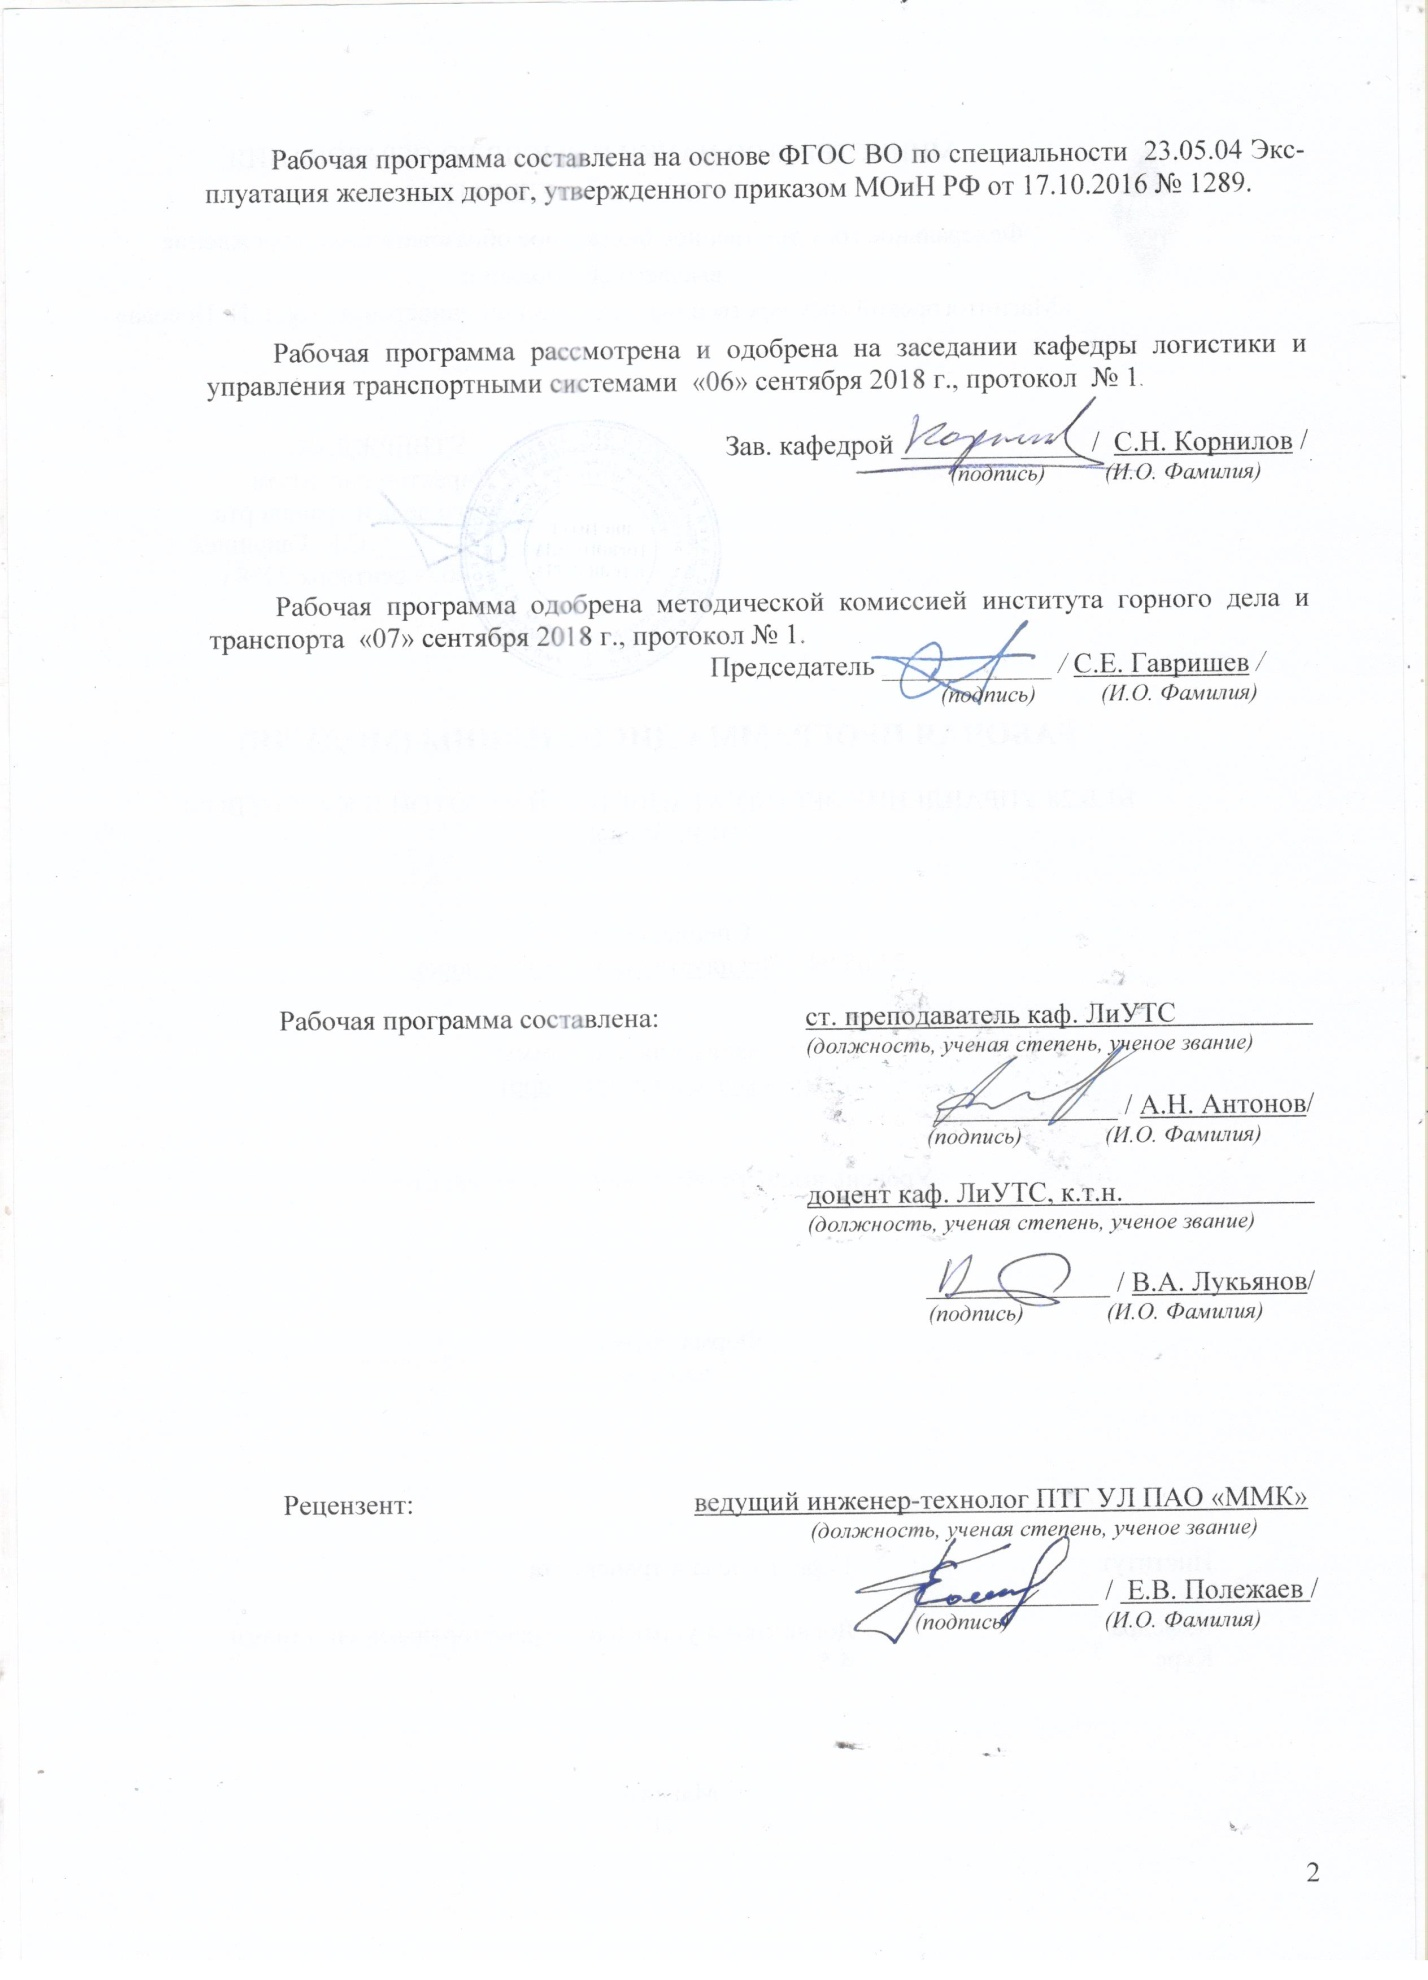 Рабочая программа составлена на основе ФГОС ВО по специальности  23.05.04 Экс-
плуатация железных дорог, утвержденного приказом МОиН РФ от 17.10.2016 № 1289.
Рабочая программа рассмотрена и одобрена на заседании кафедры логистики и
управления транспортными системами  «06» сентября 2018 г., протокол  № 1.
Зав. кафедрой ______________ /  С.Н. Корнилов /
(подпись) (И.О. Фамилия)
Рабочая программа одобрена методической комиссией института горного дела и
транспорта  «07» сентября 2018 г., протокол № 1.
Председатель ____________ / С.Е. Гавришев /
(подпись) (И.О. Фамилия)
Рабочая программа составлена: ст. преподаватель каф. ЛиУТС
(должность, ученая степень, ученое звание)
_____________ / А.Н. Антонов/
(подпись) (И.О. Фамилия)
доцент каф. ЛиУТС, к.т.н.
(должность, ученая степень, ученое звание)
_____________ / В.А. Лукьянов/
(подпись) (И.О. Фамилия)
Рецензент: ведущий инженер-технолог ПТГ УЛ ПАО «ММК»
(должность, ученая степень, ученое звание)
_____________ /  Е.В. Полежаев /
(подпись) (И.О. Фамилия)
2